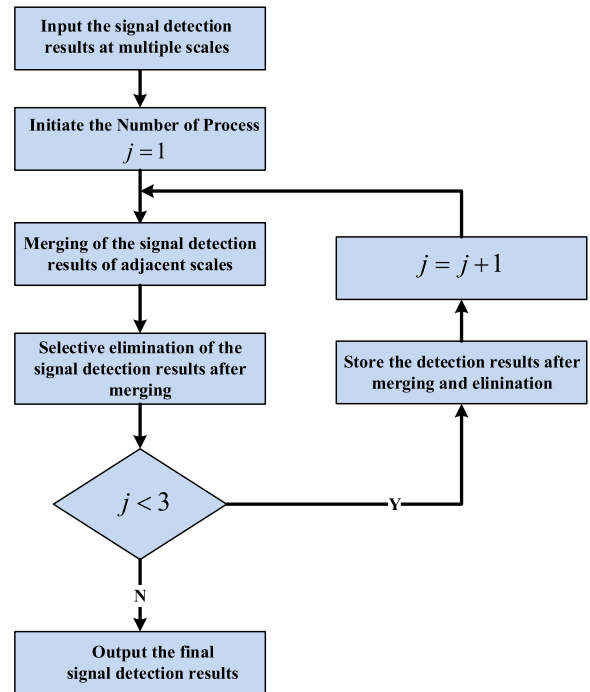 Input the signal detection
results at multiple scales
Initiate the Number of Process
j = 1
Merging of the signal detection
results of adjacent scales
j = j + 1
Selective elimination of the
signal detection results after
merging
Store the detection results after
merging and elinination
j < 3
Y
N
Output the final
signal detection results